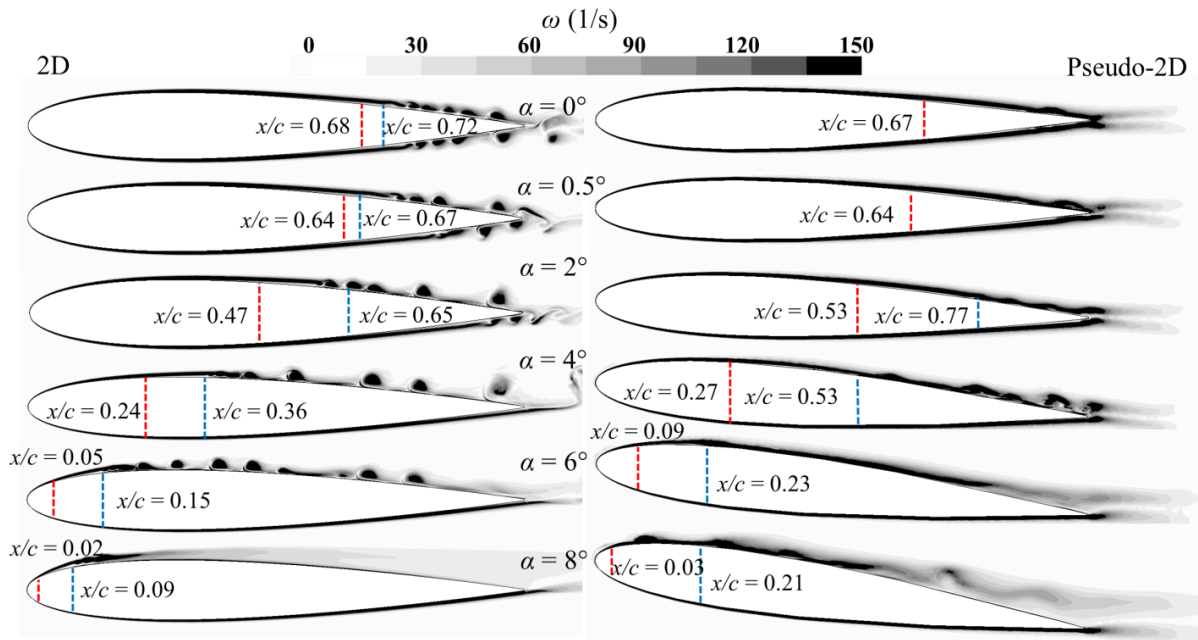 ω (1/s)
0 30 60 90 120 150
2D
Pseudo-2D
α = 0°
x/c = 0.68
x/c = 0.72
x/c = 0.67
α = 0.5°
x/c = 0.64
x/c = 0.67
x/c = 0.64
α = 2°
x/c = 0.47
x/c = 0.65
x/c = 0.53
x/c = 0.77
α = 4°
x/c = 0.24
x/c = 0.36
x/c = 0.27
x/c = 0.53
α = 6°
x/c = 0.05
x/c = 0.15
x/c = 0.09
x/c = 0.23
α = 8°
x/c = 0.02
x/c = 0.09
x/c = 0.03
x/c = 0.21